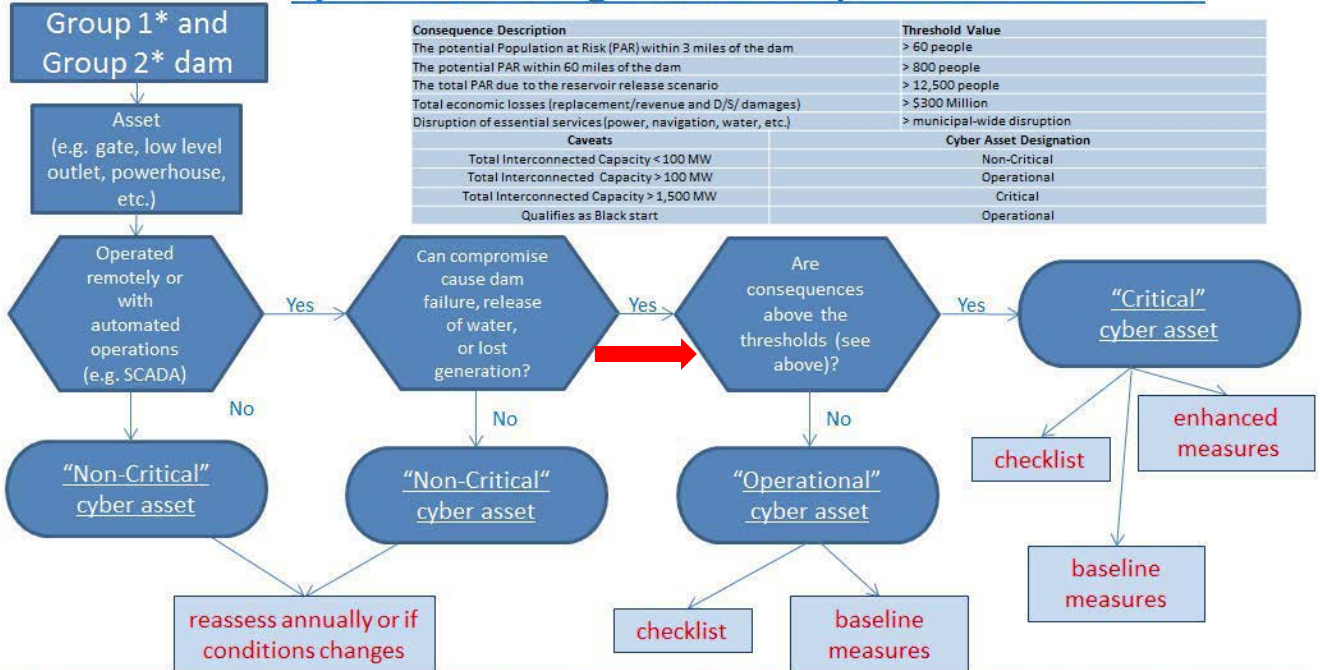 Group 1* and
Group 2* dam
Consequence Description Threshold Value
The potential Population at Risk (PAR) within 3 miles of the dam > 60 people
The potential PAR within 60 miles of the dam > 800 people
The total PAR due to the reservoir release scenario > 12,500 people
Total economic losses (replacement/revenue and D/S/ damages) > $300 Million
Disruption of essential services (power, navigation, water, etc.) > municipal-wide disruption
Caveats Cyber Asset Designation
Total Interconnected Capacity < 100 MW Non-Critical
Total Interconnected Capacity > 100 MW Operational
Total Interconnected Capacity > 1,500 MW Critical
Qualifies as Black start Operational
Asset
(e.g. gate, low level
outlet, powerhouse,
etc.)
Operated
remotely or
with
automated
operations
(e.g. SCADA)
Yes
No
Can compromise
cause dam
failure, release
of water,
or lost
generation?
Yes
No
Are
consequences
above the
thresholds (see
above)?
Yes
No
"Critical"
cyber asset
"Non-Critical"
cyber asset
"Non-Critical"
cyber asset
"Operational"
cyber asset
checklist
enhanced
measures
baseline
measures
reassess annually or if
conditions changes
checklist
baseline
measures